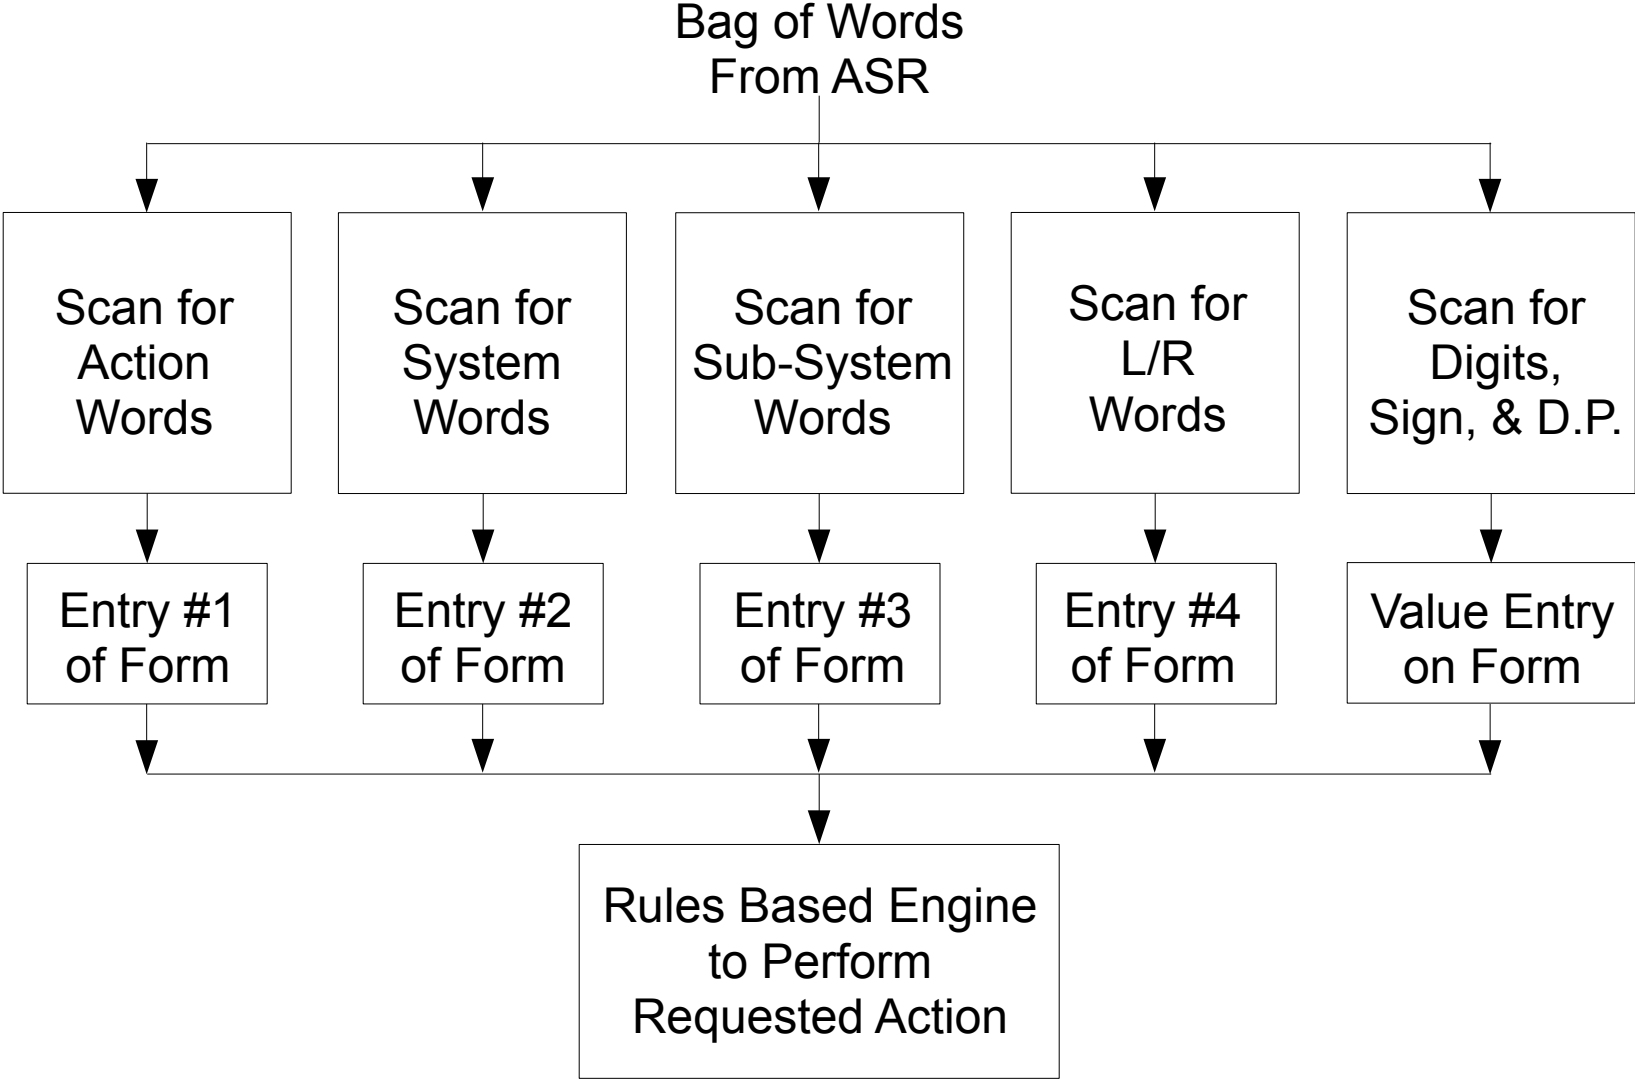 Bag of Words
From ASR
Scan for
Action
Words
Scan for
System
Words
Scan for
Sub-System
Words
Scan for
L/R
Words
Scan for
Digits,
Sign, & D.P.
Entry #1
of Form
Entry #2
of Form
Entry #3
of Form
Entry #4
of Form
Value Entry
on Form
Rules Based Engine
to Perform
Requested Action